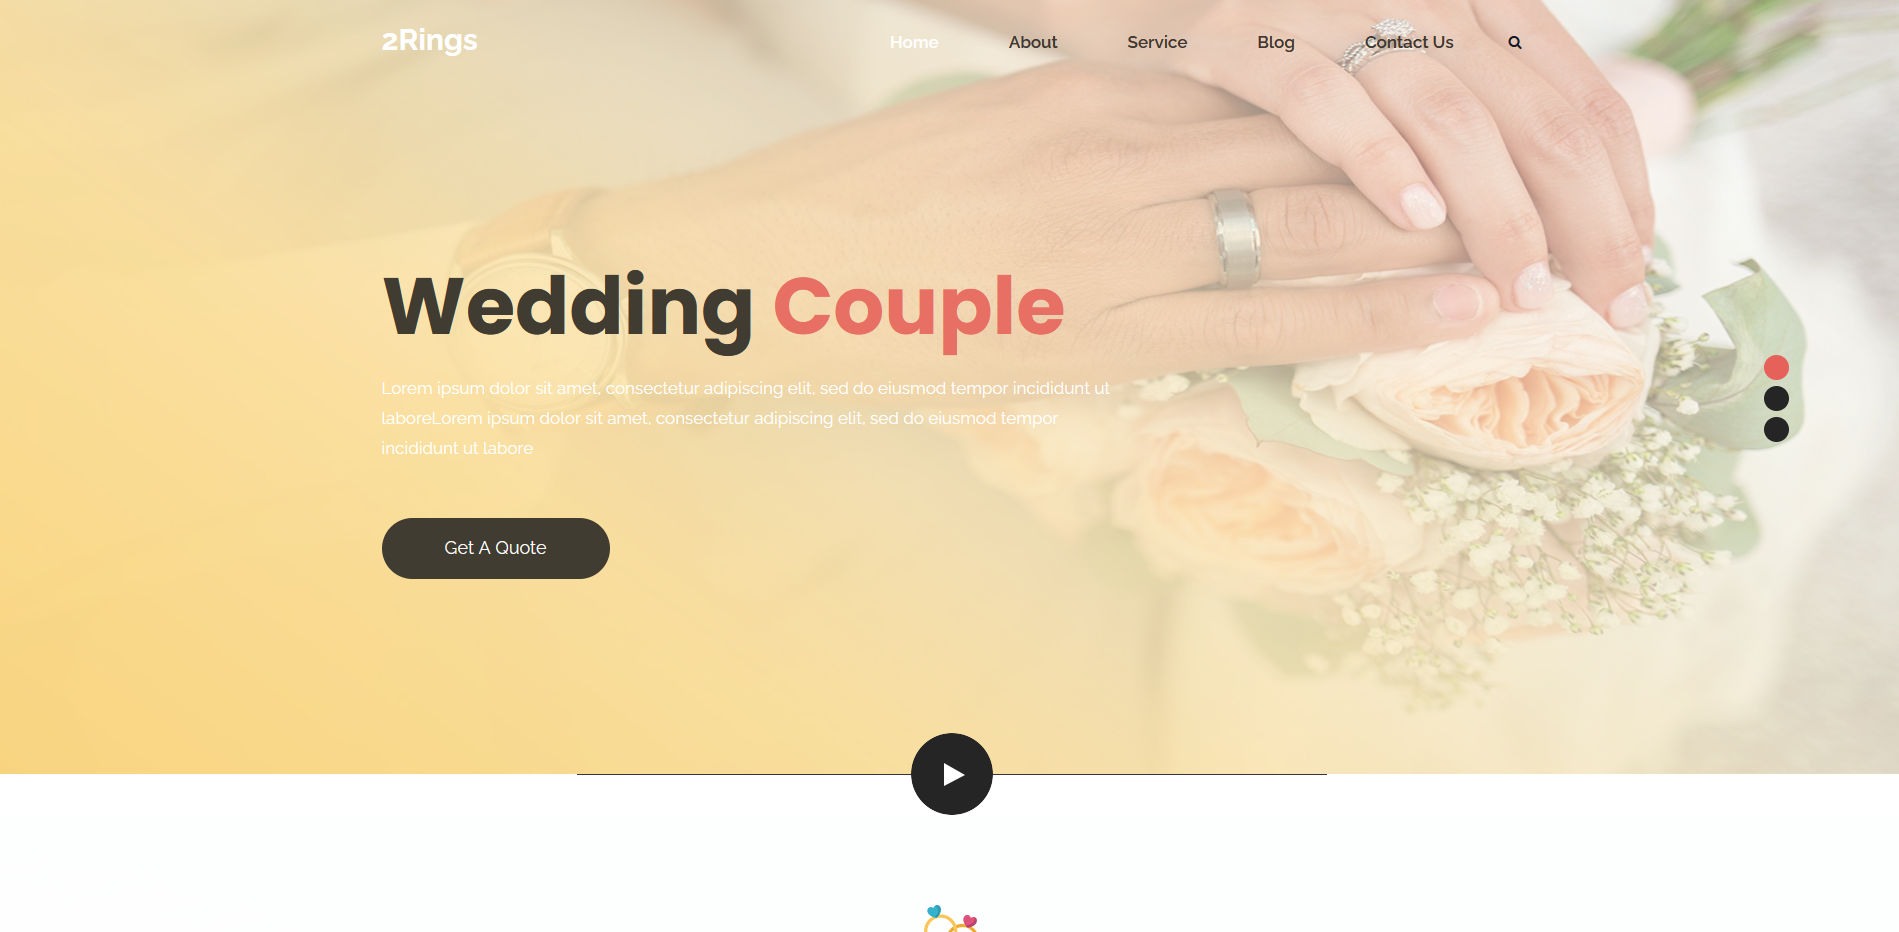 2Rings
Home About Service Blog Contact Us
Wedding Couple
Lorem ipsum dolor sit amet, consectetur adipiscing elit, sed do eiusmod tempor incididunt ut
laboreLorem ipsum dolor sit amet, consectetur adipiscing elit, sed do eiusmod tempor
incididunt ut labore
Get A Quote